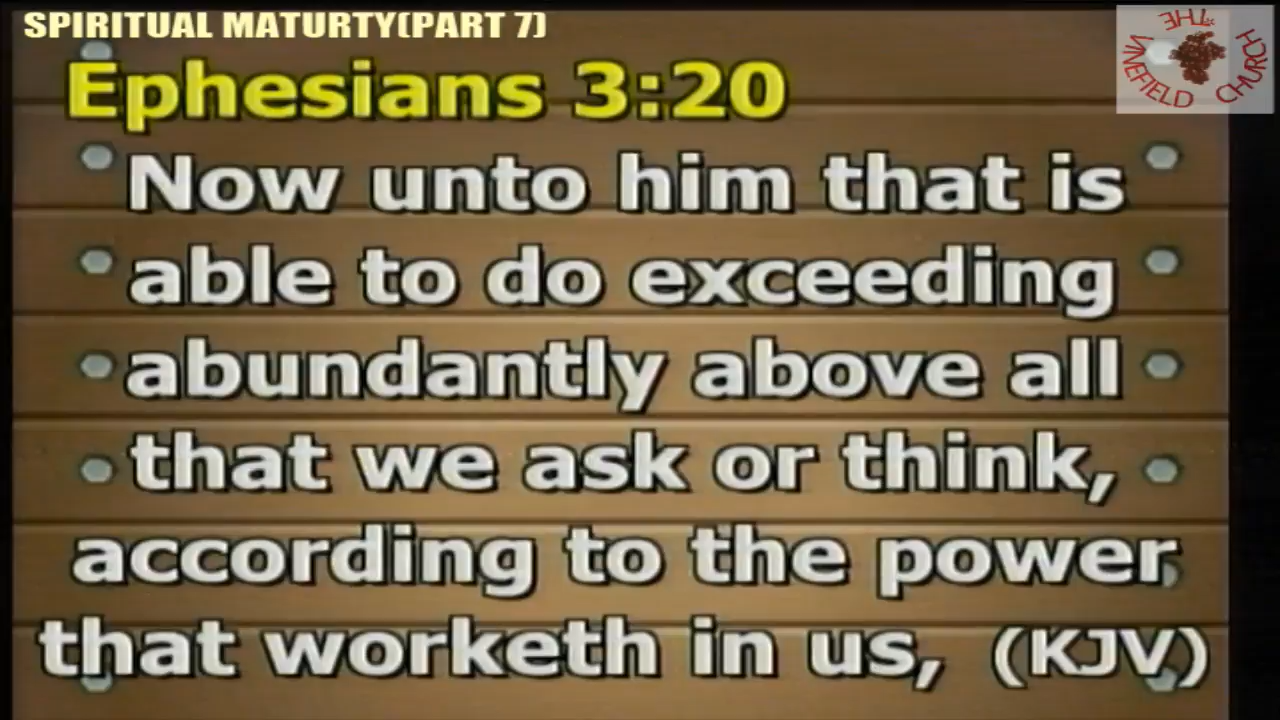 SPIRITUAL MATURTY(PART 7)
THE VINEFIELD CHURCH
Ephesians 3:20
Now unto him that is
able to do exceeding
abundantly above all
that we ask or think,
according to the power
that worketh in us, (KJV)